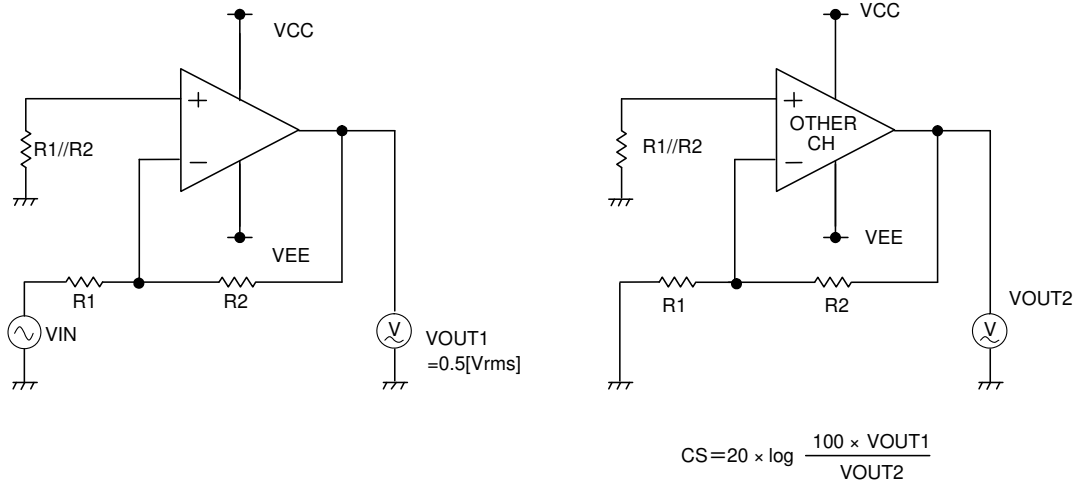 VCC
+
R1//R2
−
VEE
R1
R2
VIN
V
VOUT1
=0.5[Vrms]
VCC
+
OTHER
CH
R1//R2
−
VEE
R1
R2
VOUT2
V
CS=20 × log 100 × VOUT1
VOUT2